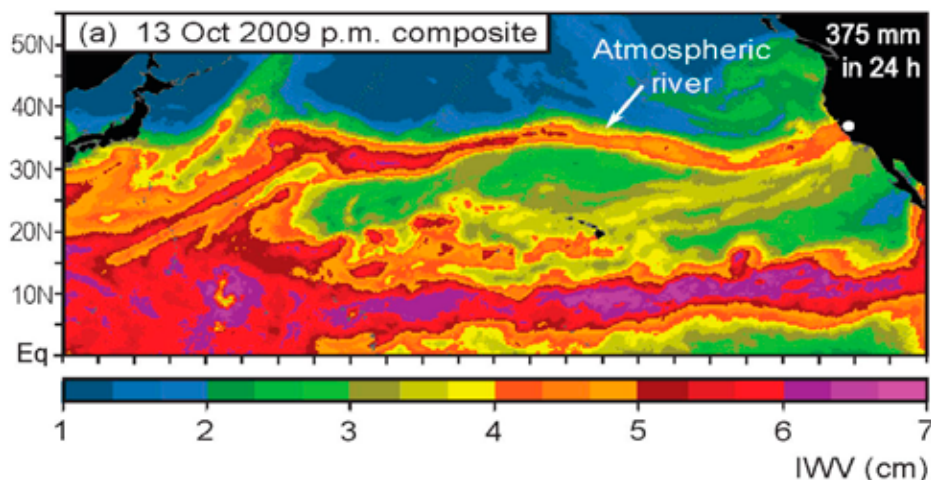 (a) 13 Oct 2009 p.m. composite
375 mm
in 24 h
Atmospheric
river
50N
40N
30N
20N
10N
Eq
1 2 3 4 5 6 7
IWV (cm)